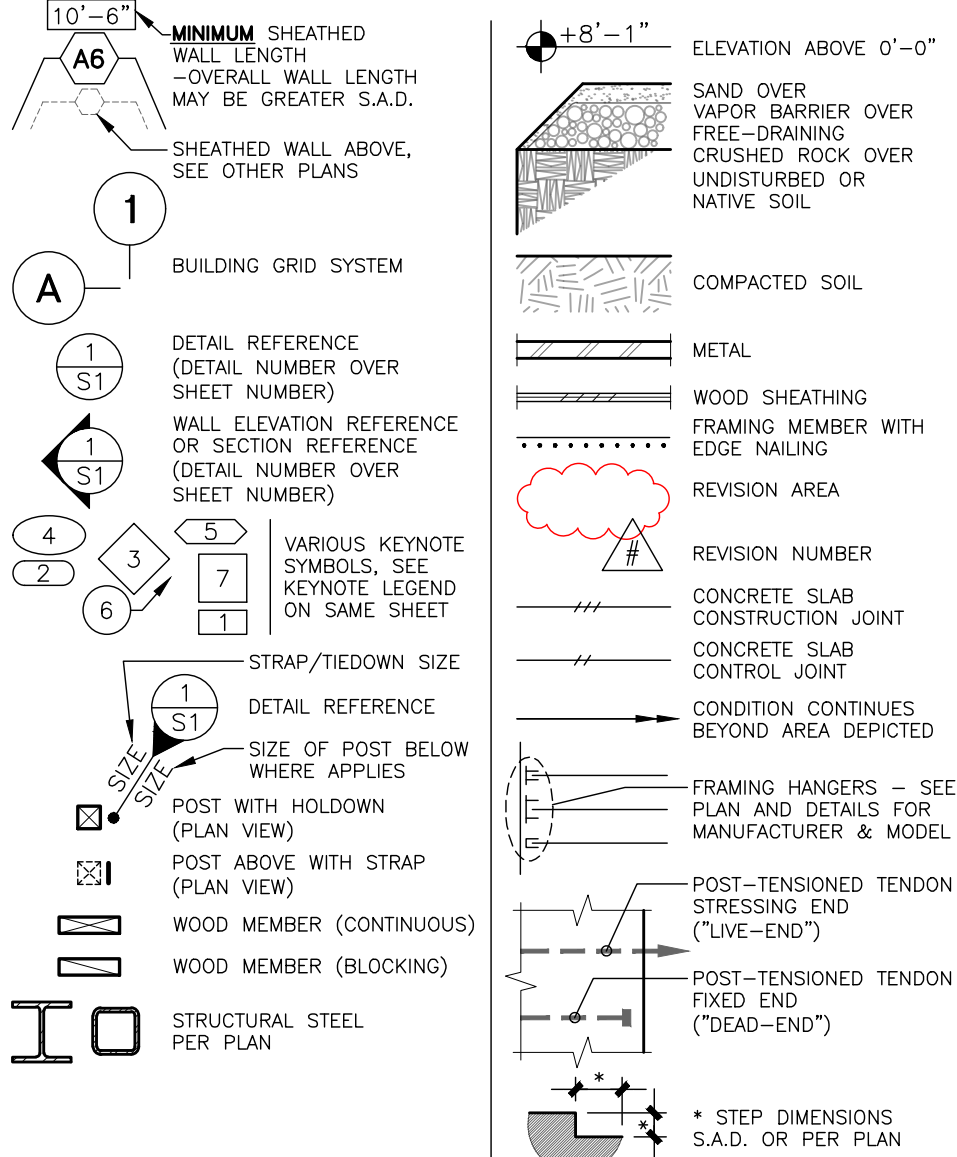 10'-6"
MINIMUM SHEATHED
WALL LENGTH
-OVERALL WALL LENGTH
MAY BE GREATER S.A.D.
A6
SHEATHED WALL ABOVE,
SEE OTHER PLANS
1
A
BUILDING GRID SYSTEM
1
S1
DETAIL REFERENCE
(DETAIL NUMBER OVER
SHEET NUMBER)
1
S1
WALL ELEVATION REFERENCE
OR SECTION REFERENCE
(DETAIL NUMBER OVER
SHEET NUMBER)
4
2
3
6
5
7
1
VARIOUS KEYNOTE
SYMBOLS, SEE
KEYNOTE LEGEND
ON SAME SHEET
STRAP/TIEDOWN SIZE
1
S1
DETAIL REFERENCE
SIZE
SIZE
SIZE OF POST BELOW
WHERE APPLIES
POST WITH HOLDOWN
(PLAN VIEW)
POST ABOVE WITH STRAP
(PLAN VIEW)
WOOD MEMBER (CONTINUOUS)
WOOD MEMBER (BLOCKING)
STRUCTURAL STEEL
PER PLAN
+8'-1"
ELEVATION ABOVE 0'-0"
SAND OVER
VAPOR BARRIER OVER
FREE-DRAINING
CRUSHED ROCK OVER
UNDISTURBED OR
NATIVE SOIL
COMPACTED SOIL
METAL
WOOD SHEATHING
FRAMING MEMBER WITH
EDGE NAILING
REVISION AREA
#
REVISION NUMBER
CONCRETE SLAB
CONSTRUCTION JOINT
CONCRETE SLAB
CONTROL JOINT
CONDITION CONTINUES
BEYOND AREA DEPICTED
FRAMING HANGERS - SEE
PLAN AND DETAILS FOR
MANUFACTURER & MODEL
POST-TENSIONED TENDON
STRESSING END
("LIVE-END")
POST-TENSIONED TENDON
FIXED END
("DEAD-END")
*
*
* STEP DIMENSIONS
S.A.D. OR PER PLAN